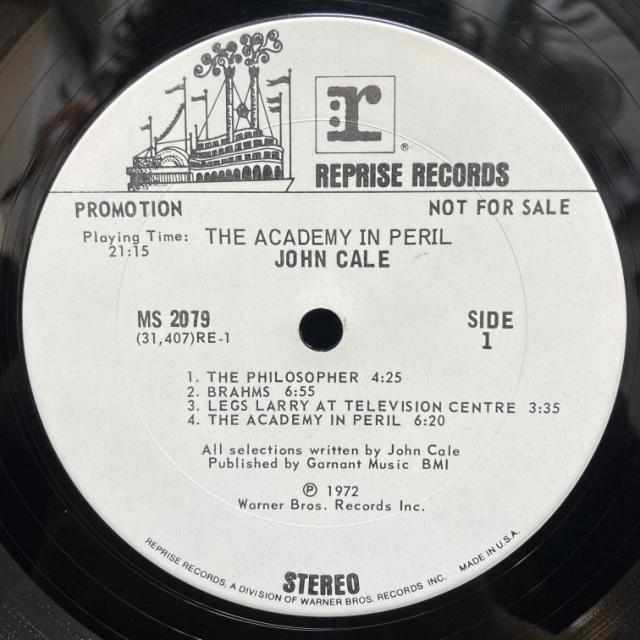 r
®
REPRISE RECORDS
PROMOTION
NOT FOR SALE
Playing Time:
21:15
THE ACADEMY IN PERIL
JOHN CALE
MS 2079
(31,407)RE-1
SIDE
1
1. THE PHILOSOPHER 4:25
2. BRAHMS 6:55
3. LEGS LARRY AT TELEVISION CENTRE 3:35
4. THE ACADEMY IN PERIL 6:20
All selections written by John Cale
Published by Garnant Music BMI
℗ 1972
Warner Bros. Records Inc.
STEREO
REPRISE RECORDS, A DIVISION OF WARNER BROS. RECORDS INC. MADE IN U.S.A.